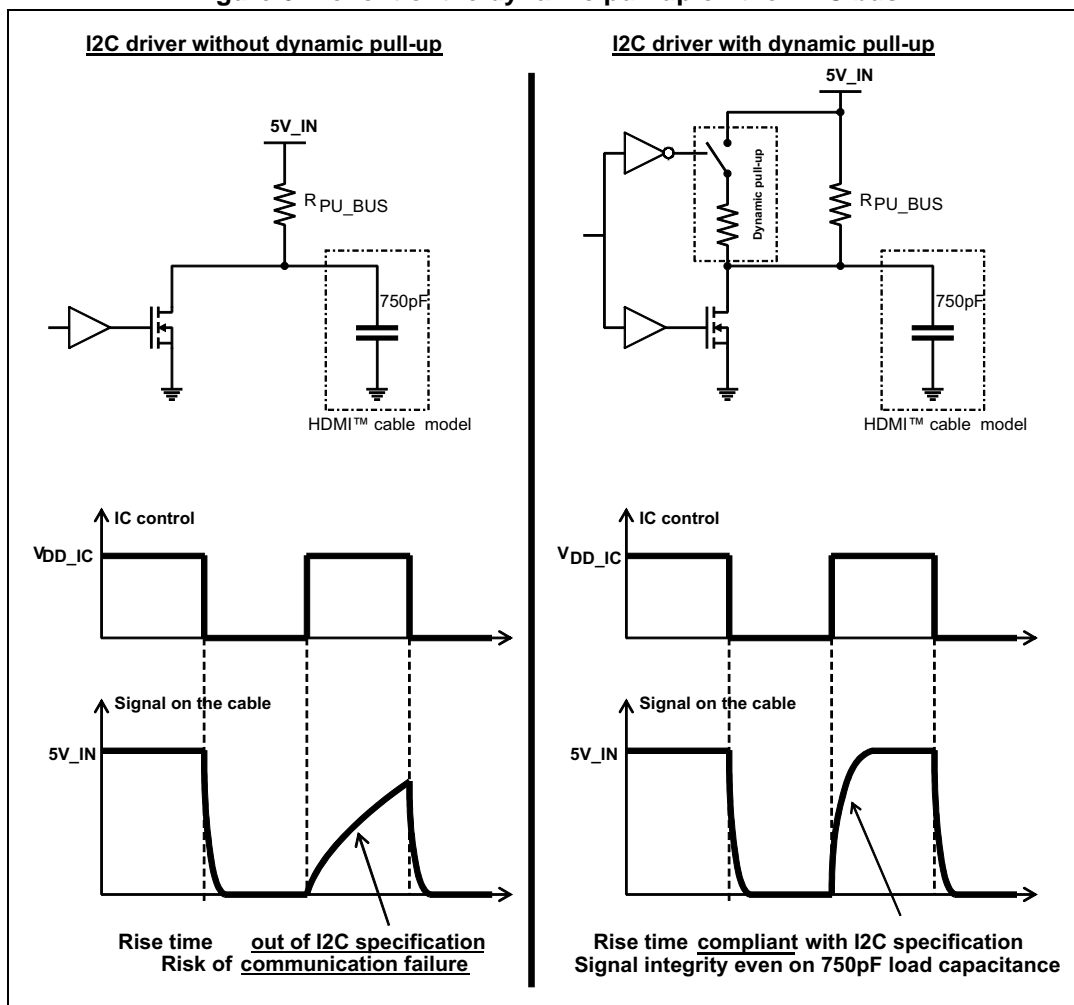 I2C driver without dynamic pull-up
5V_IN
R PU_BUS
750pF
HDMI™ cable model
IC control
VDD_IC
Signal on the cable
5V_IN
Rise time out of I2C specification
Risk of communication failure
I2C driver with dynamic pull-up
5V_IN
Dynamic pull-up
RPU_BUS
750pF
HDMI™ cable model
IC control
VDD_IC
Signal on the cable
5V_IN
Rise time compliant with I2C specification
Signal integrity even on 750pF load capacitance